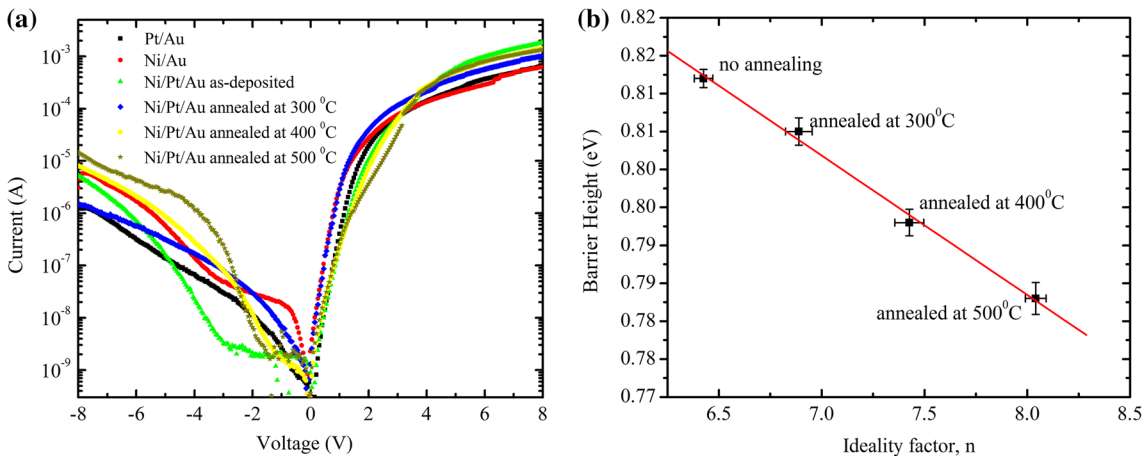 (a)
Pt/Au
Ni/Au
Ni/Pt/Au as-deposited
Ni/Pt/Au annealed at 300 ⁰C
Ni/Pt/Au annealed at 400 ⁰C
Ni/Pt/Au annealed at 500 ⁰C
10⁻³
10⁻⁴
10⁻⁵
10⁻⁶
10⁻⁷
10⁻⁸
10⁻⁹
Current (A)
-8 -6 -4 -2 0 2 4 6 8
Voltage (V)
(b)
0.82
0.81
0.81
0.80
0.80
0.79
0.79
0.78
0.78
0.77
Barrier Height (eV)
no annealing
annealed at 300⁰C
annealed at 400⁰C
annealed at 500⁰C
6.5 7.0 7.5 8.0 8.5
Ideality factor, n